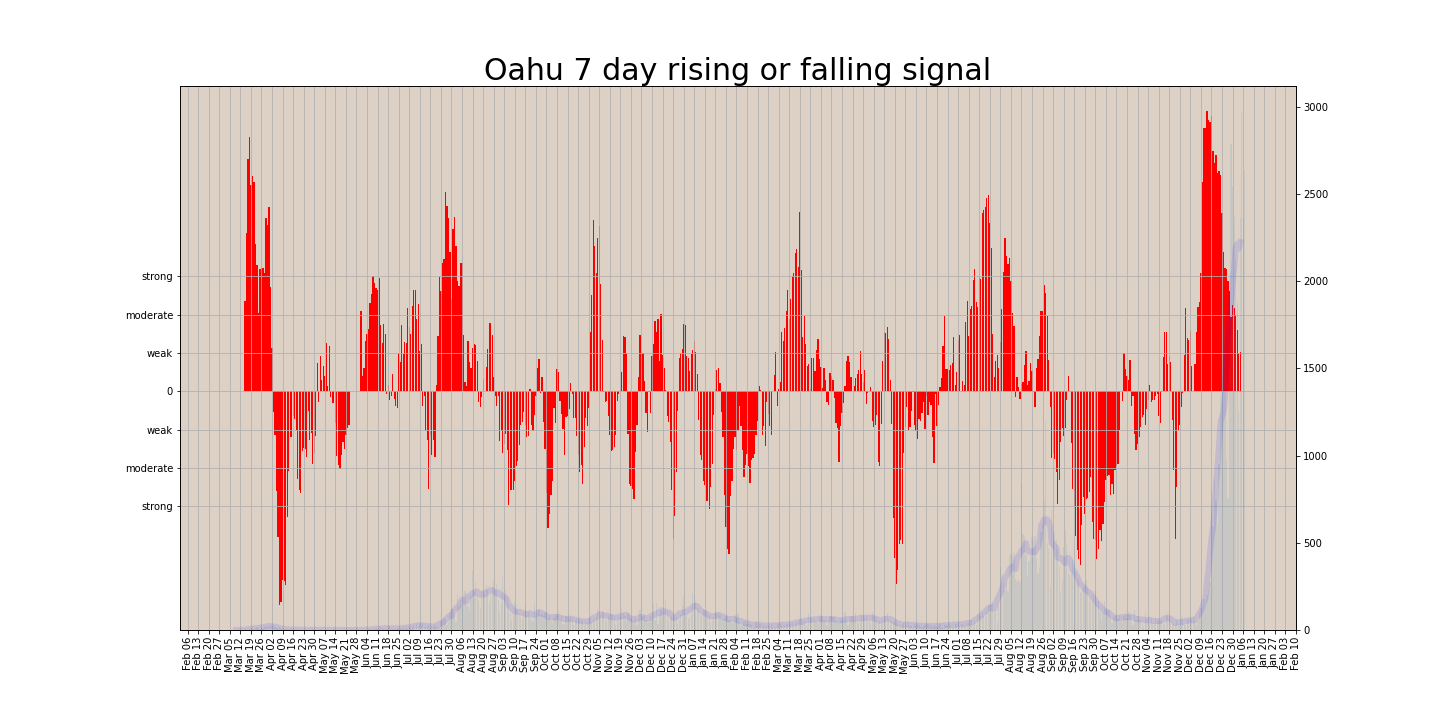 Oahu 7 day rising or falling signal
strong
moderate
weak
0
weak
moderate
strong
3000
2500
2000
1500
1000
500
0
Feb 06
Feb 13
Feb 20
Feb 27
Mar 05
Mar 12
Mar 19
Mar 26
Apr 02
Apr 09
Apr 16
Apr 23
Apr 30
May 07
May 14
May 21
May 28
Jun 04
Jun 11
Jun 18
Jun 25
Jul 02
Jul 09
Jul 16
Jul 23
Jul 30
Aug 06
Aug 13
Aug 20
Aug 27
Sep 03
Sep 10
Sep 17
Sep 24
Oct 01
Oct 08
Oct 15
Oct 22
Oct 29
Nov 05
Nov 12
Nov 19
Nov 26
Dec 03
Dec 10
Dec 17
Dec 24
Dec 31
Jan 07
Jan 14
Jan 21
Jan 28
Feb 04
Feb 11
Feb 18
Feb 25
Mar 04
Mar 11
Mar 18
Mar 25
Apr 01
Apr 08
Apr 15
Apr 22
Apr 29
May 06
May 13
May 20
May 27
Jun 03
Jun 10
Jun 17
Jun 24
Jul 01
Jul 08
Jul 15
Jul 22
Jul 29
Aug 05
Aug 12
Aug 19
Aug 26
Sep 02
Sep 09
Sep 16
Sep 23
Sep 30
Oct 07
Oct 14
Oct 21
Oct 28
Nov 04
Nov 11
Nov 18
Nov 25
Dec 02
Dec 09
Dec 16
Dec 23
Dec 30
Jan 06
Jan 13
Jan 20
Jan 27
Feb 03
Feb 10